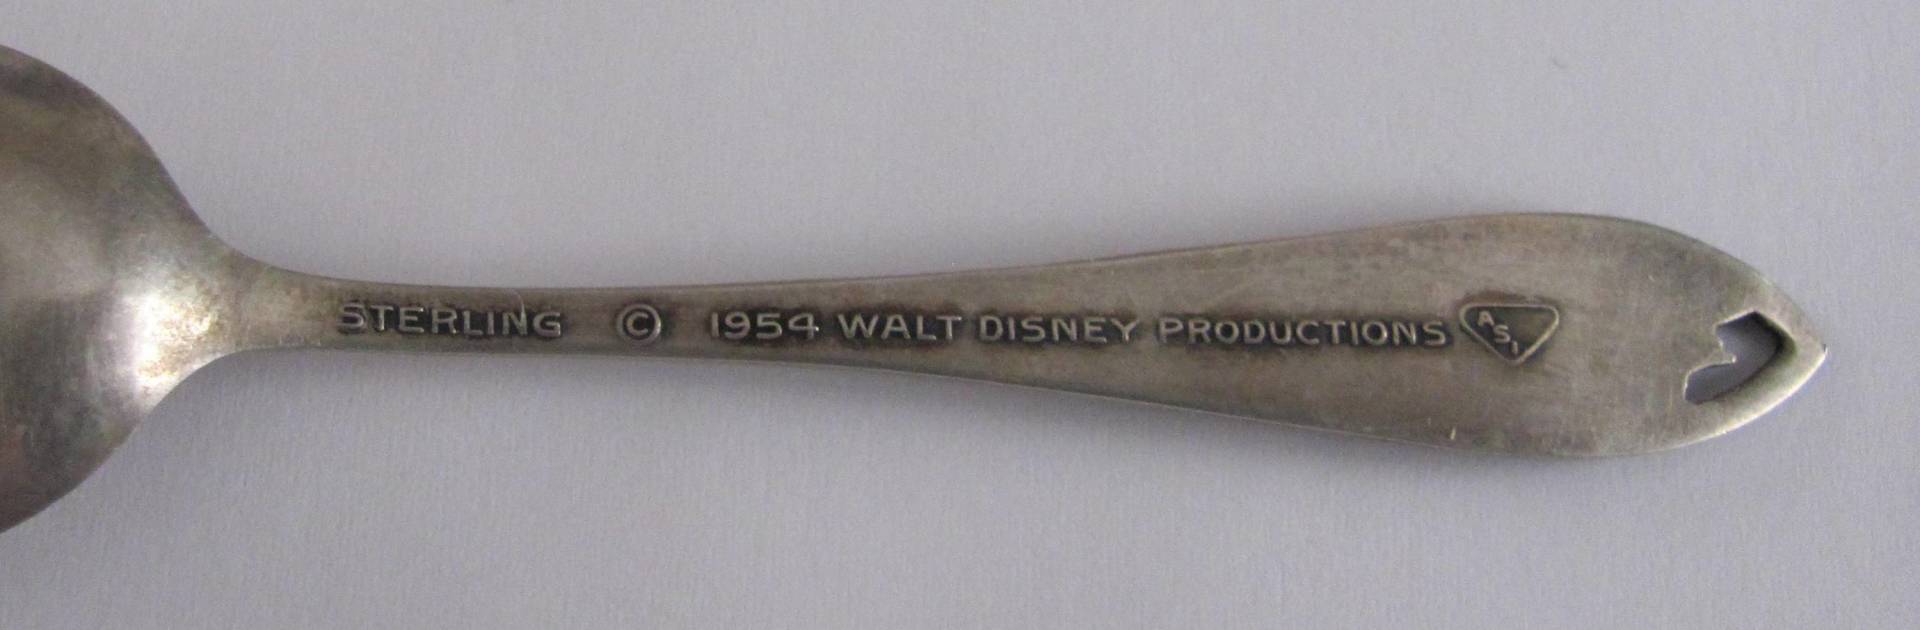 STERLING © 1954 WALT DISNEY PRODUCTIONS ASI